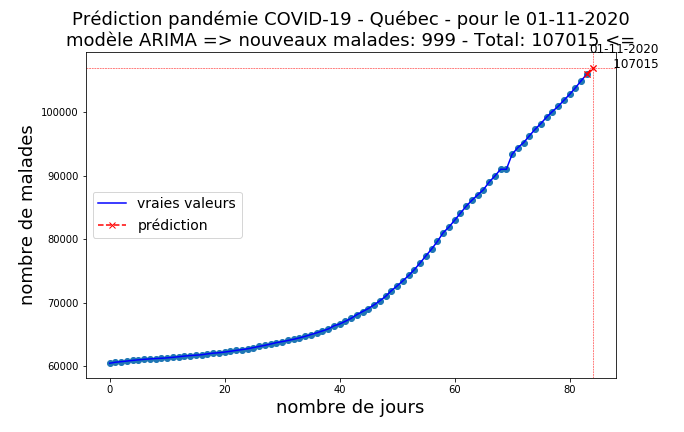 Prédiction pandémie COVID-19 - Québec - pour le 01-11-2020
modèle ARIMA => nouveaux malades: 999 - Total: 107015 <=
01-11-2020
107015
nombre de malades
100000
90000
80000
70000
60000
vraies valeurs
prédiction
0 20 40 60 80
nombre de jours